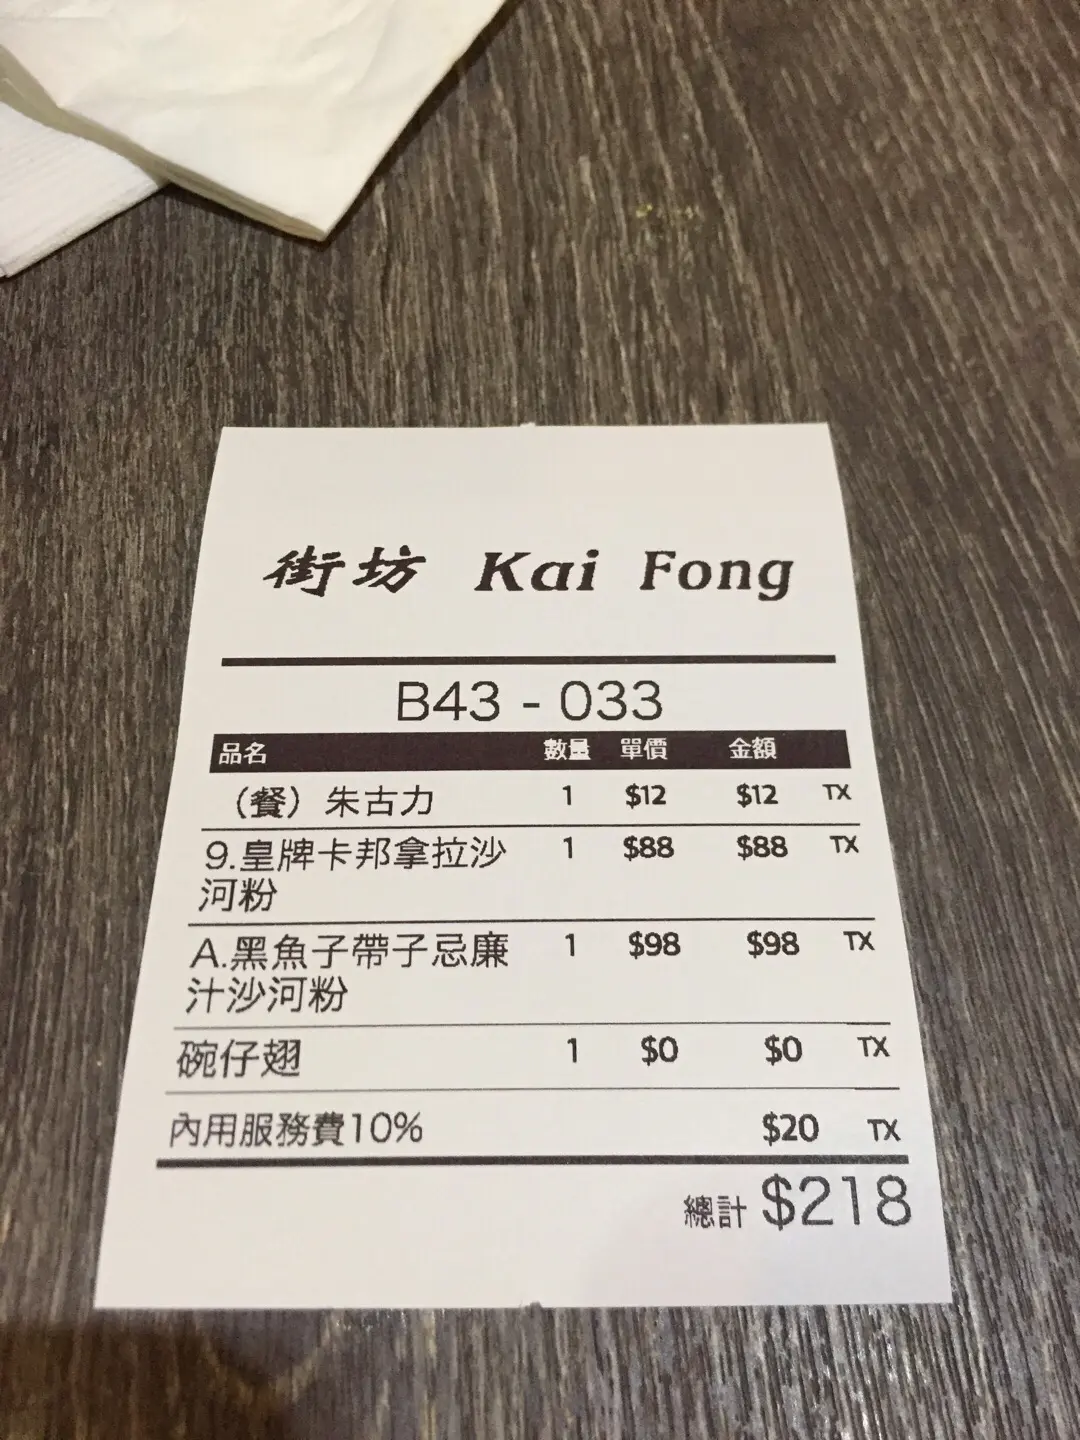 街坊 Kai Fong
B43 - 033
品名 數量 單價 金額
（餐）朱古力 1 $12 $12 TX
9.皇牌卡邦拿拉沙 1 $88 $88 TX
河粉
A.黑魚子帶子忌廉 1 $98 $98 TX
汁沙河粉
碗仔翅 1 $0 $0 TX
內用服務費10% $20 TX
總計 $218